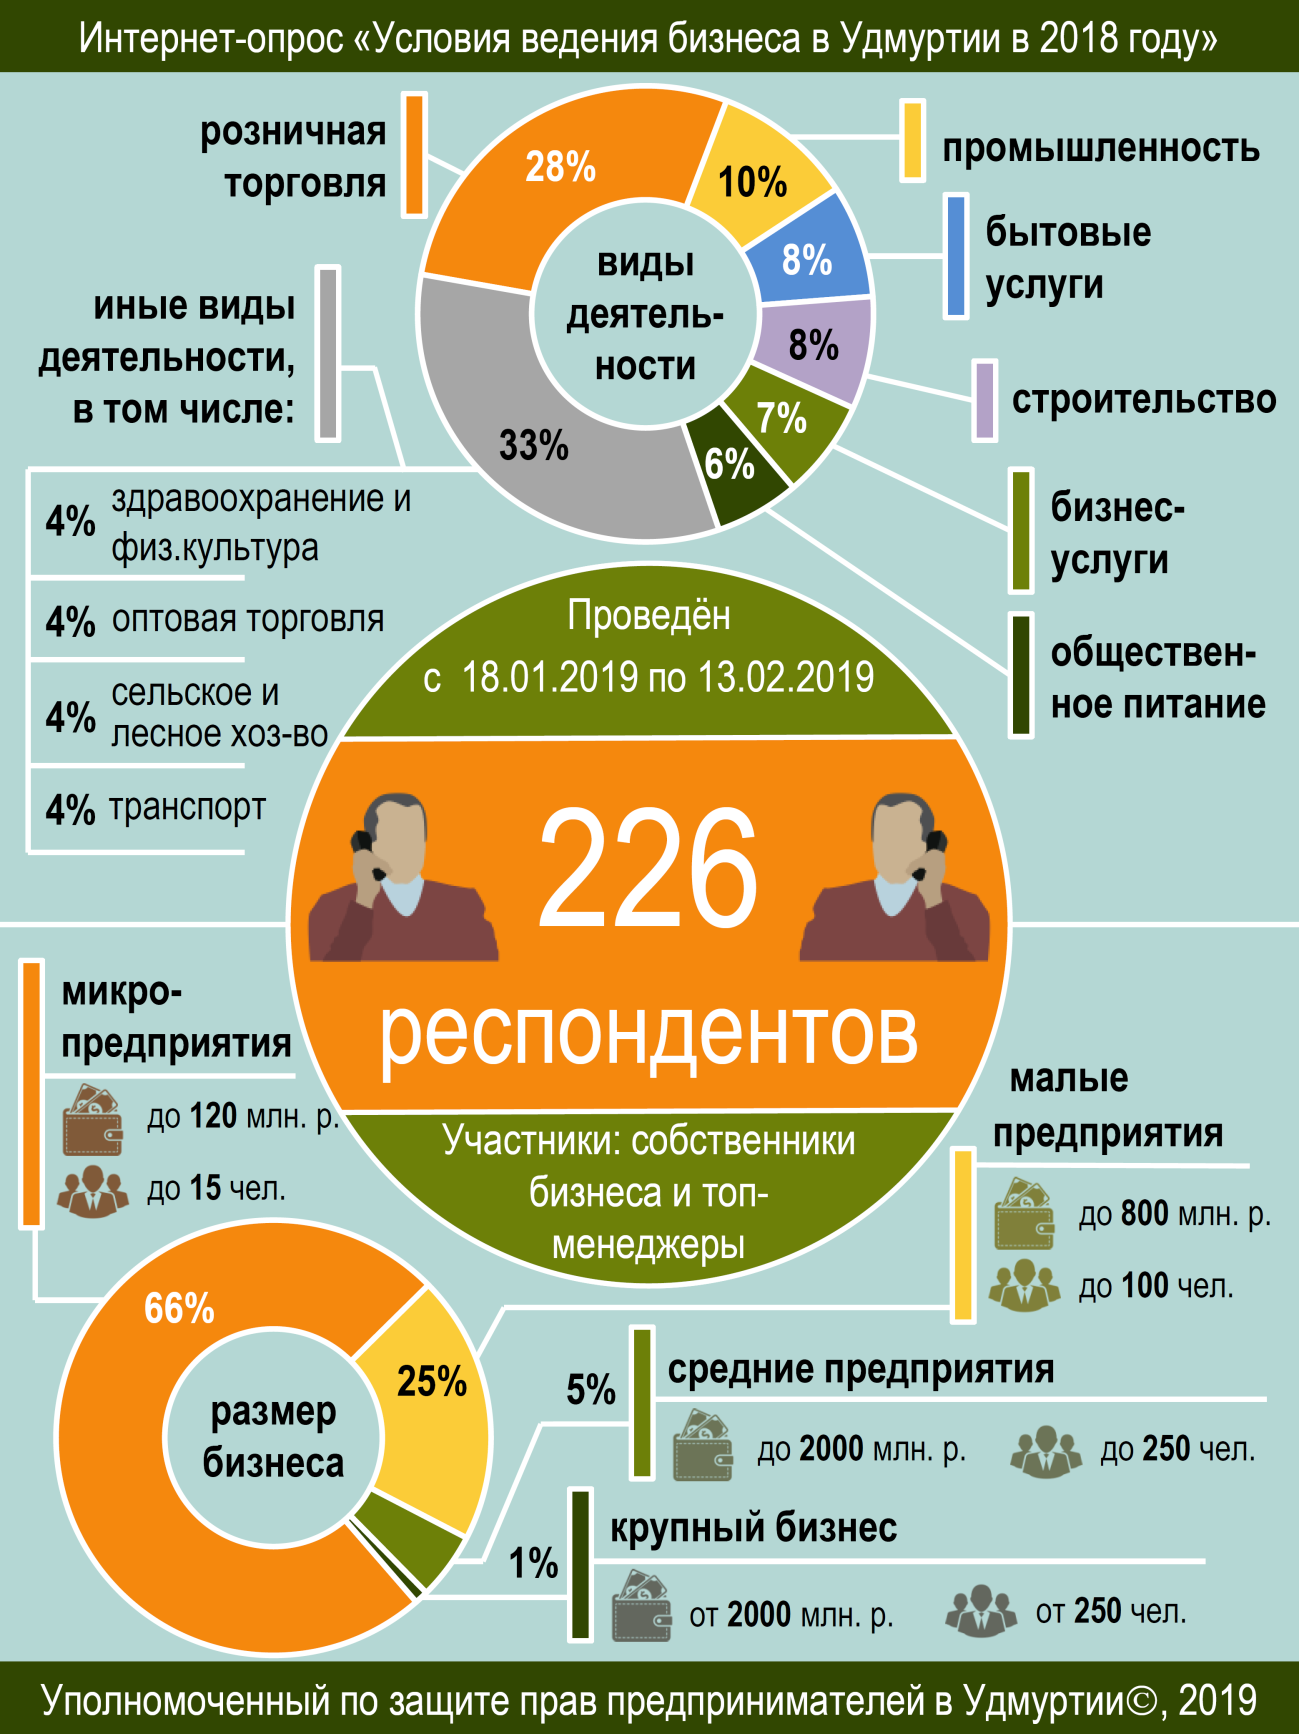 Интернет-опрос «Условия ведения бизнеса в Удмуртии в 2018 году»
розничная
торговля
28%
10%
промышленность
8%
бытовые
услуги
виды
деятель-
ности
иные виды
деятельности,
в том числе:
8%
строительство
33%
7%
6%
бизнес-
услуги
обществен-
ное питание
4% здравоохранение и
физ.культура
4% оптовая торговля
4% сельское и
лесное хоз-во
4% транспорт
Проведён
с 18.01.2019 по 13.02.2019
226
респондентов
Участники: собственники
бизнеса и топ-
менеджеры
микро-
предприятия
до 120 млн. р.
до 15 чел.
малые
предприятия
до 800 млн. р.
до 100 чел.
66%
25%
размер
бизнеса
5%
средние предприятия
до 2000 млн. р.
до 250 чел.
1%
крупный бизнес
от 2000 млн. р.
от 250 чел.
Уполномоченный по защите прав предпринимателей в Удмуртии©, 2019